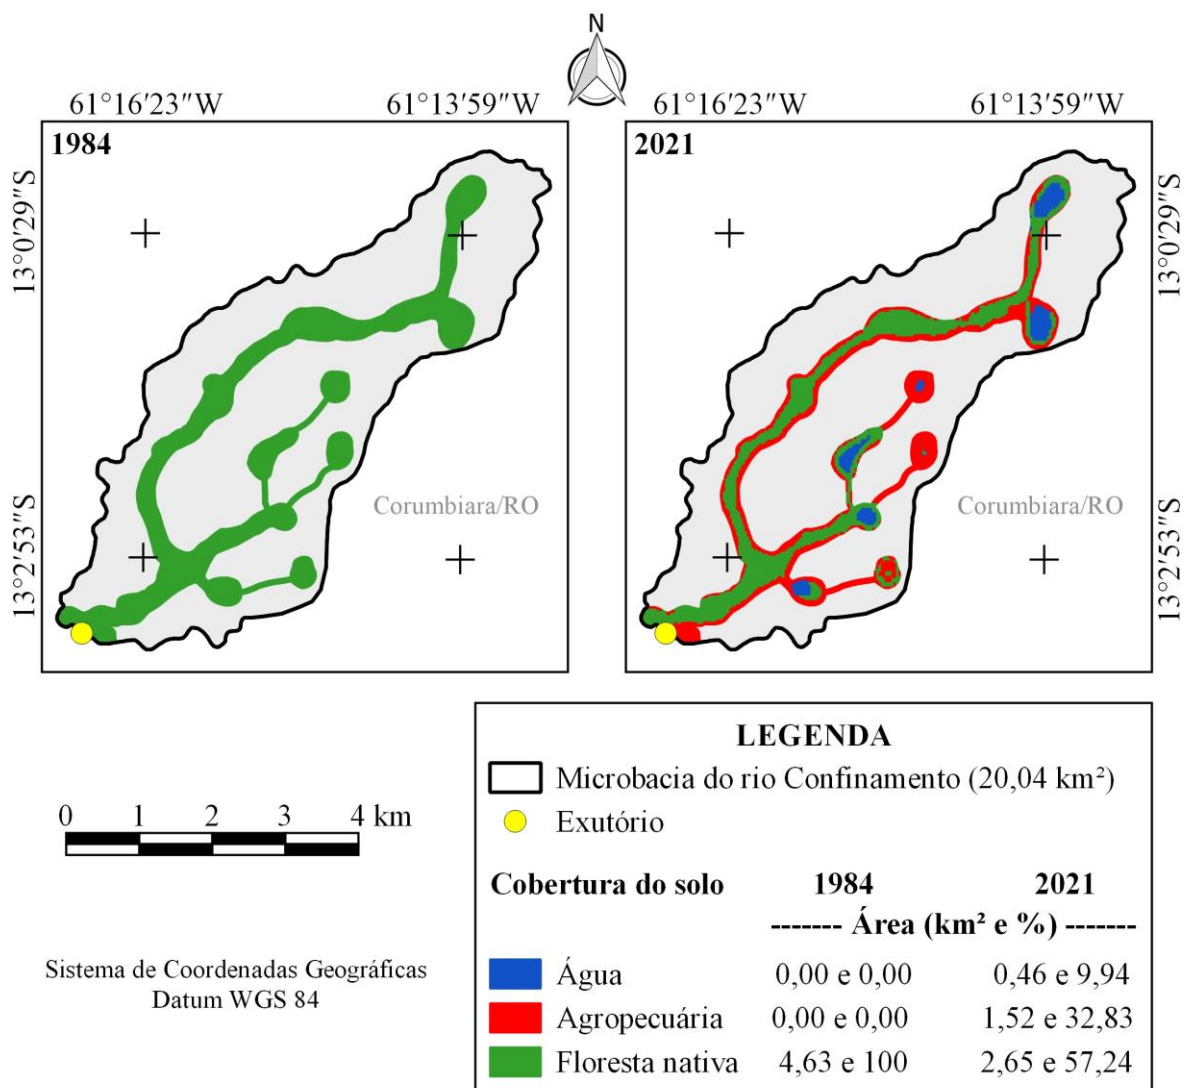 N
61°16'23"W 61°13'59"W 61°16'23"W 61°13'59"W
1984 2021
13°0'29"S 13°0'29"S
Corumbiara/RO Corumbiara/RO
13°2'53"S 13°2'53"S
LEGENDA
Microbacia do rio Confinamento (20,04 km²)
Exutório
0 1 2 3 4 km
Cobertura do solo 1984 2021
------- Área (km² e %) -------
Sistema de Coordenadas Geográficas
Datum WGS 84
Água 0,00 e 0,00 0,46 e 9,94
Agropecuária 0,00 e 0,00 1,52 e 32,83
Floresta nativa 4,63 e 100 2,65 e 57,24